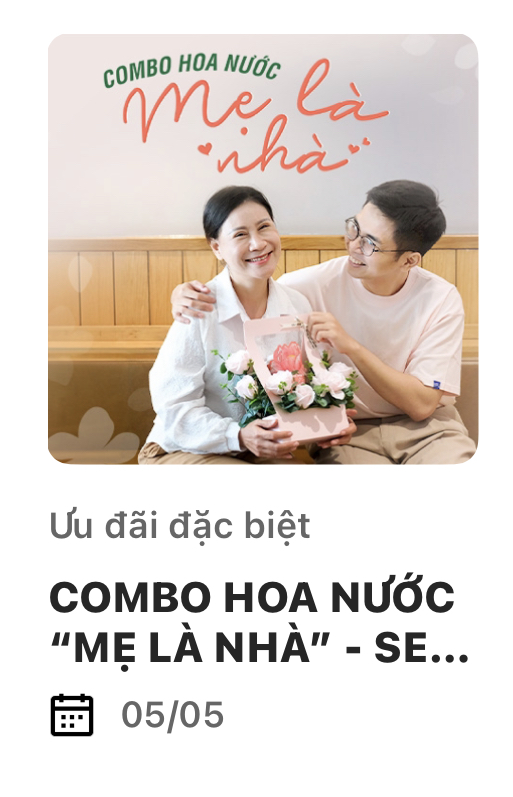 COMBO HOA NƯỚC
Mẹ là
nhà
Ưu đãi đặc biệt
COMBO HOA NƯỚC
“MẸ LÀ NHÀ” - SE...
05/05